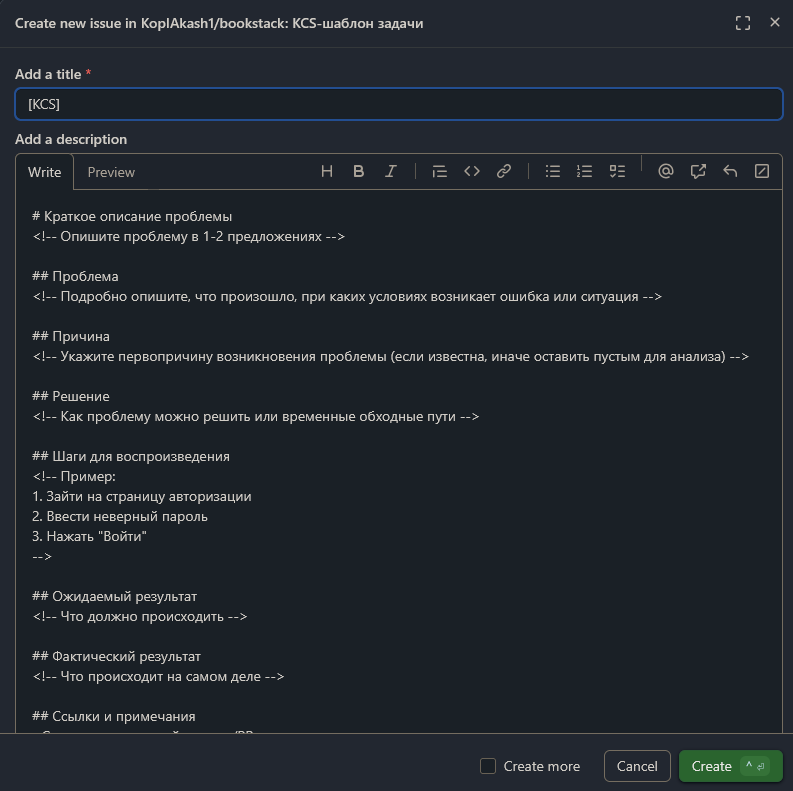 Create new issue in KoplAkash1/bookstack: KCS-шаблон задачи
Add a title *
[KCS]
Add a description
Write
Preview
# Краткое описание проблемы
<!-- Опишите проблему в 1-2 предложениях -->
## Проблема
<!-- Подробно опишите, что произошло, при каких условиях возникает ошибка или ситуация -->
## Причина
<!-- Укажите первопричину возникновения проблемы (если известна, иначе оставить пустым для анализа) -->
## Решение
<!-- Как проблему можно решить или временные обходные пути -->
## Шаги для воспроизведения
<!-- Пример:
1. Зайти на страницу авторизации
2. Ввести неверный пароль
3. Нажать "Войти"
-->
## Ожидаемый результат
<!-- Что должно происходить -->
## Фактический результат
<!-- Что происходит на самом деле -->
## Ссылки и примечания
Create more
Cancel
Create